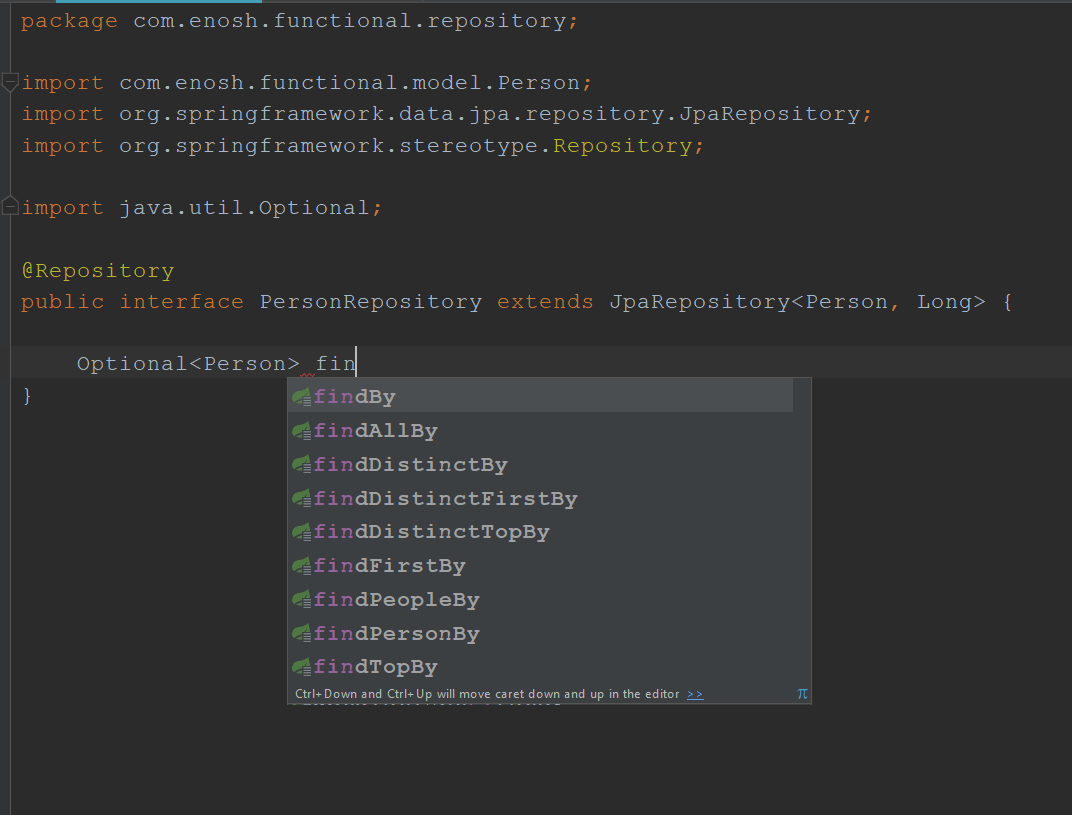 package com.enosh.functional.repository;
import com.enosh.functional.model.Person;
import org.springframework.data.jpa.repository.JpaRepository;
import org.springframework.stereotype.Repository;
import java.util.Optional;
@Repository
public interface PersonRepository extends JpaRepository<Person, Long> {
Optional<Person> fin
}
findBy
findAllBy
findDistinctBy
findDistinctFirstBy
findDistinctTopBy
findFirstBy
findPeopleBy
findPersonBy
findTopBy
Ctrl+Down and Ctrl+Up will move caret down and up in the editor >> π